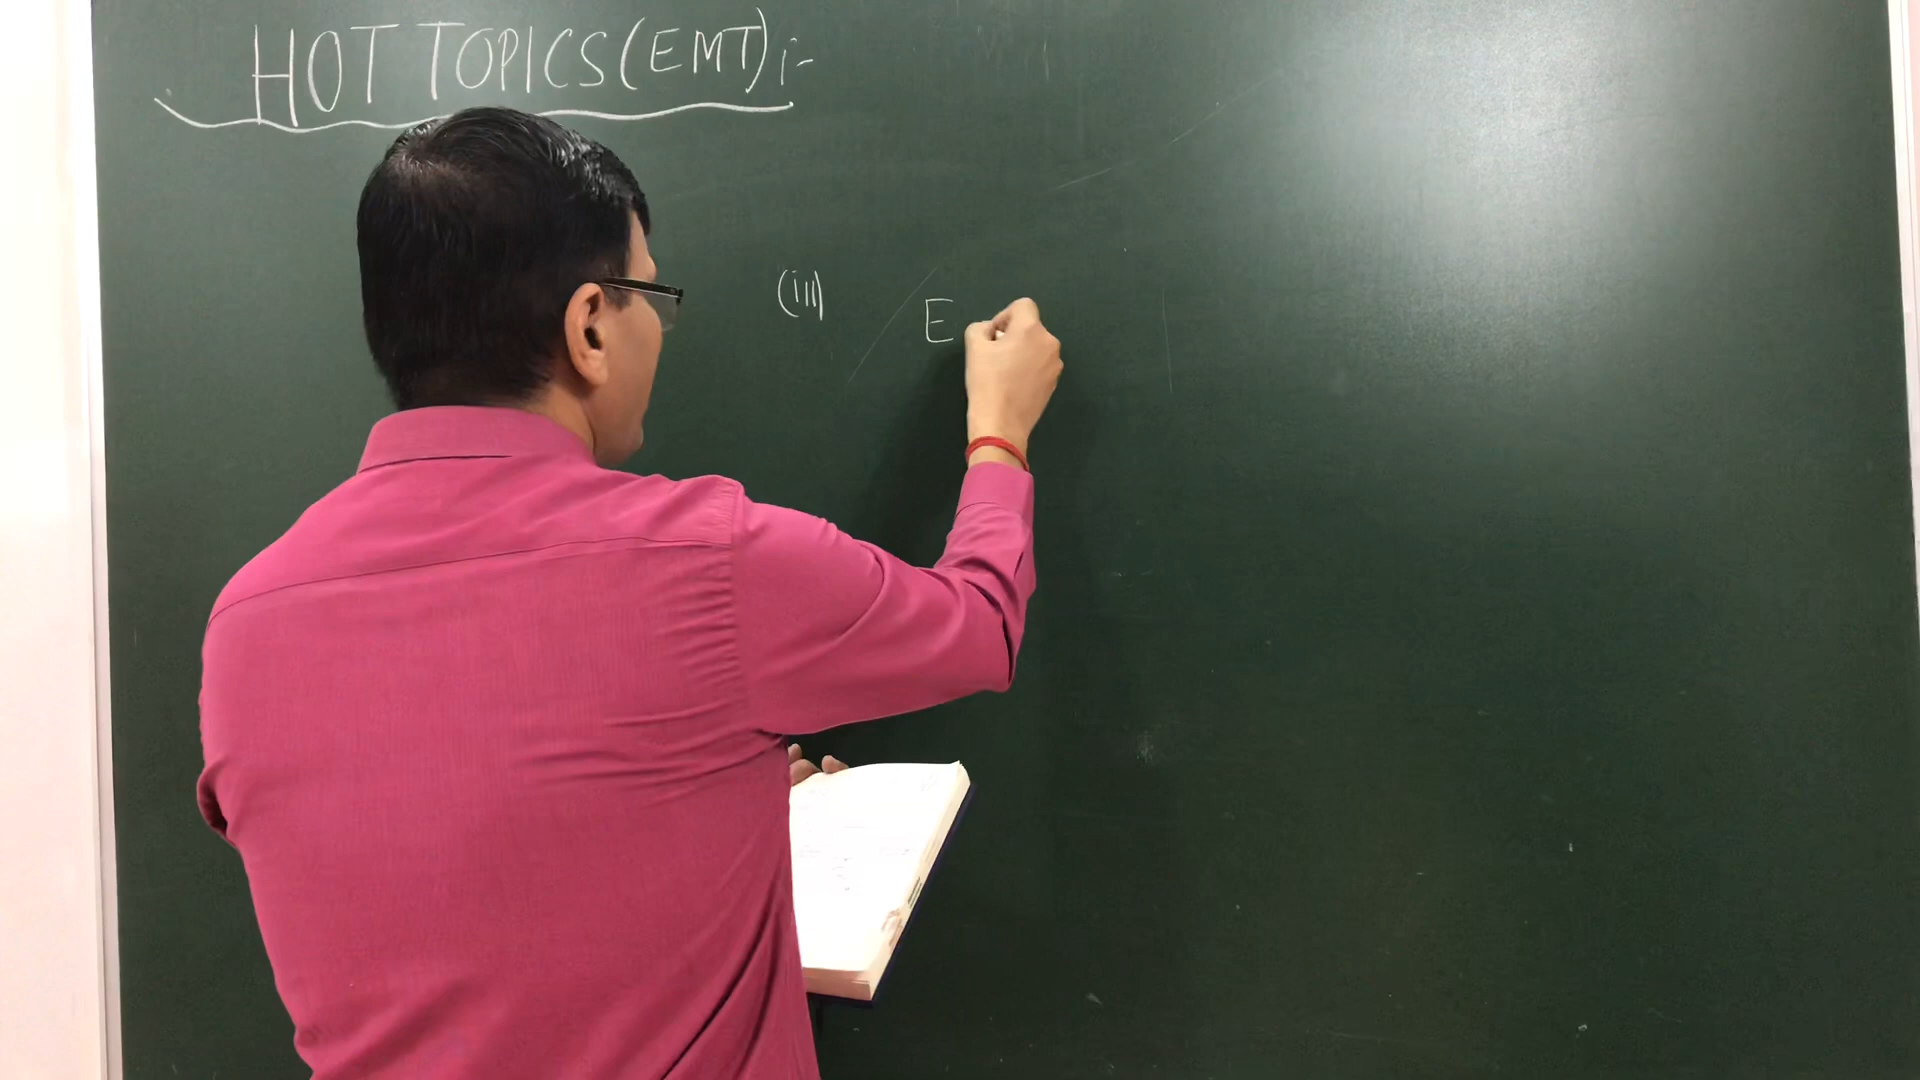 HOT TOPICS (EMT) :-
(iii) E